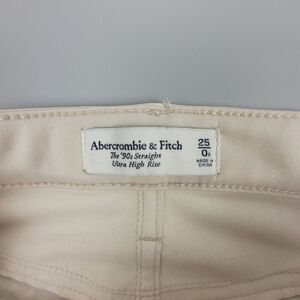 Abercrombie & Fitch
The '90s Straight
Ultra High Rise
25
0s
MADE IN
CHINA